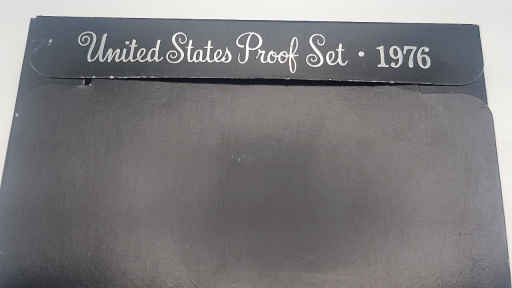 United States Proof Set · 1976